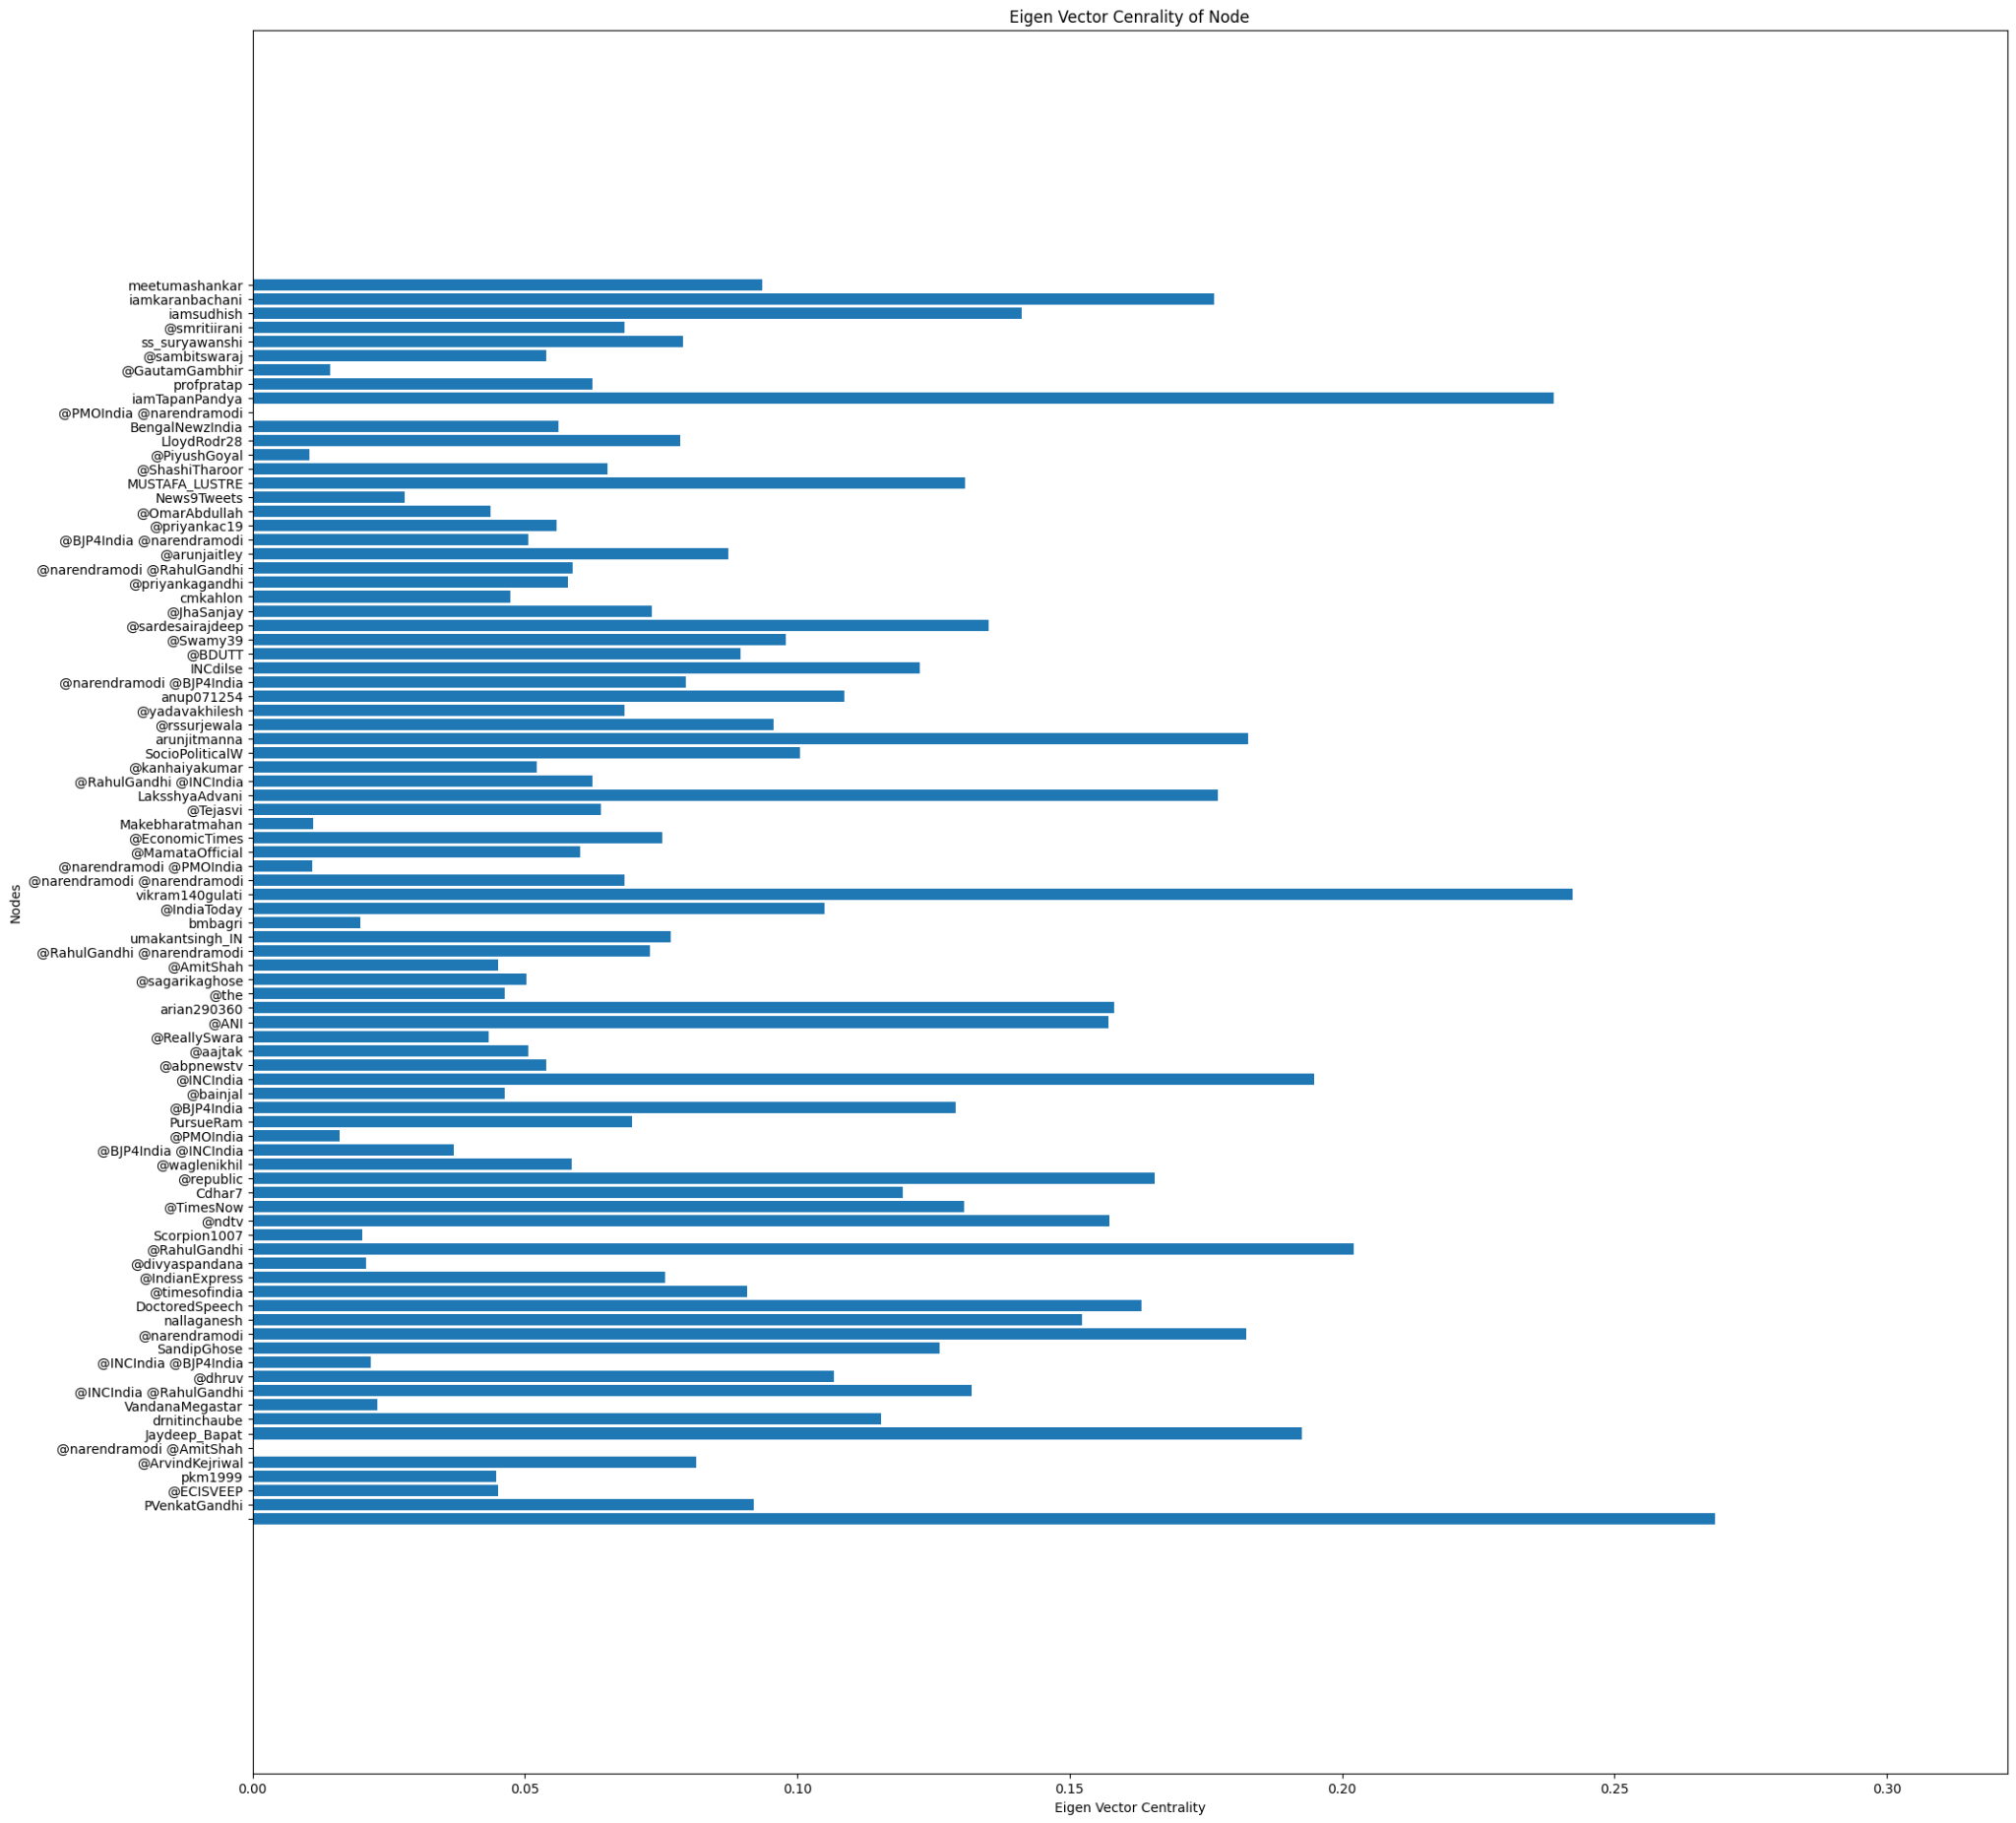 Eigen Vector Cenrality of Node
meetumashankar
iamkaranbachani
iamsudhish
@smritiirani
ss_suryawanshi
@sambitswaraj
@GautamGambhir
profpratap
iamTapanPandya
@PMOIndia @narendramodi
BengalNewzIndia
LloydRodr28
@PiyushGoyal
@ShashiTharoor
MUSTAFA_LUSTRE
News9Tweets
@OmarAbdullah
@priyankac19
@BJP4India @narendramodi
@arunjaitley
@narendramodi @RahulGandhi
@priyankagandhi
cmkahlon
@JhaSanjay
@sardesairajdeep
@Swamy39
@BDUTT
INCdilse
@narendramodi @BJP4India
anup071254
@yadavakhilesh
@rssurjewala
arunjitmanna
SocioPoliticalW
@kanhaiyakumar
@RahulGandhi @INCIndia
LaksshyaAdvani
@Tejasvi
Makebharatmahan
@EconomicTimes
@MamataOfficial
@narendramodi @PMOIndia
@narendramodi @narendramodi
vikram140gulati
@IndiaToday
bmbagri
umakantsingh_IN
@RahulGandhi @narendramodi
@AmitShah
@sagarikaghose
@the
arian290360
@ANI
@ReallySwara
@aajtak
@abpnewstv
@INCIndia
@bainjal
@BJP4India
PursueRam
@PMOIndia
@BJP4India @INCIndia
@waglenikhil
@republic
Cdhar7
@TimesNow
@ndtv
Scorpion1007
@RahulGandhi
@divyaspandana
@IndianExpress
@timesofindia
DoctoredSpeech
nallaganesh
@narendramodi
SandipGhose
@INCIndia @BJP4India
@dhruv
@INCIndia @RahulGandhi
VandanaMegastar
drnitinchaube
Jaydeep_Bapat
@narendramodi @AmitShah
@ArvindKejriwal
pkm1999
@ECISVEEP
PVenkatGandhi
Nodes
0.00 0.05 0.10 0.15 0.20 0.25 0.30
Eigen Vector Centrality